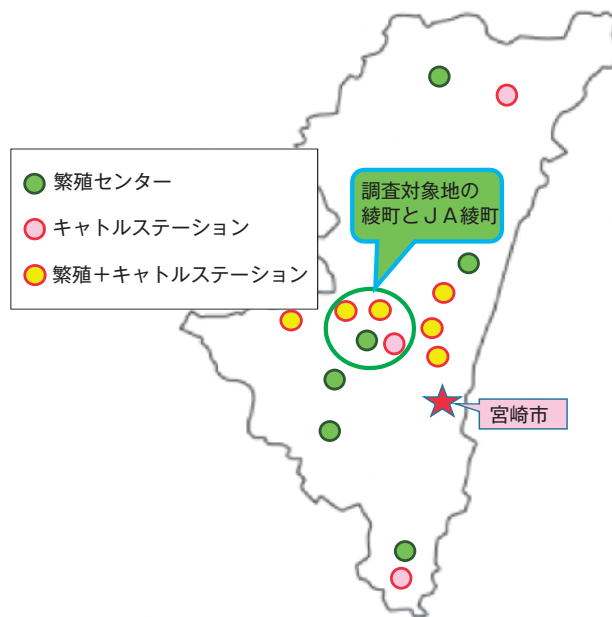 繁殖センター
キャトルステーション
繁殖+キャトルステーション
調査対象地の
綾町とJA綾町
宮崎市